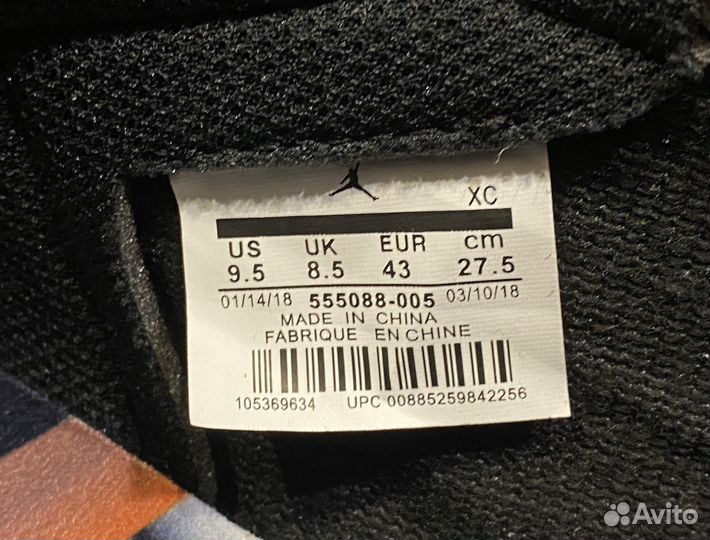 XC
US UK EUR cm
9.5 8.5 43 27.5
01/14/18 555088-005 03/10/18
MADE IN CHINA
FABRIQUE EN CHINE
105369634 UPC 00885259842256
Avito